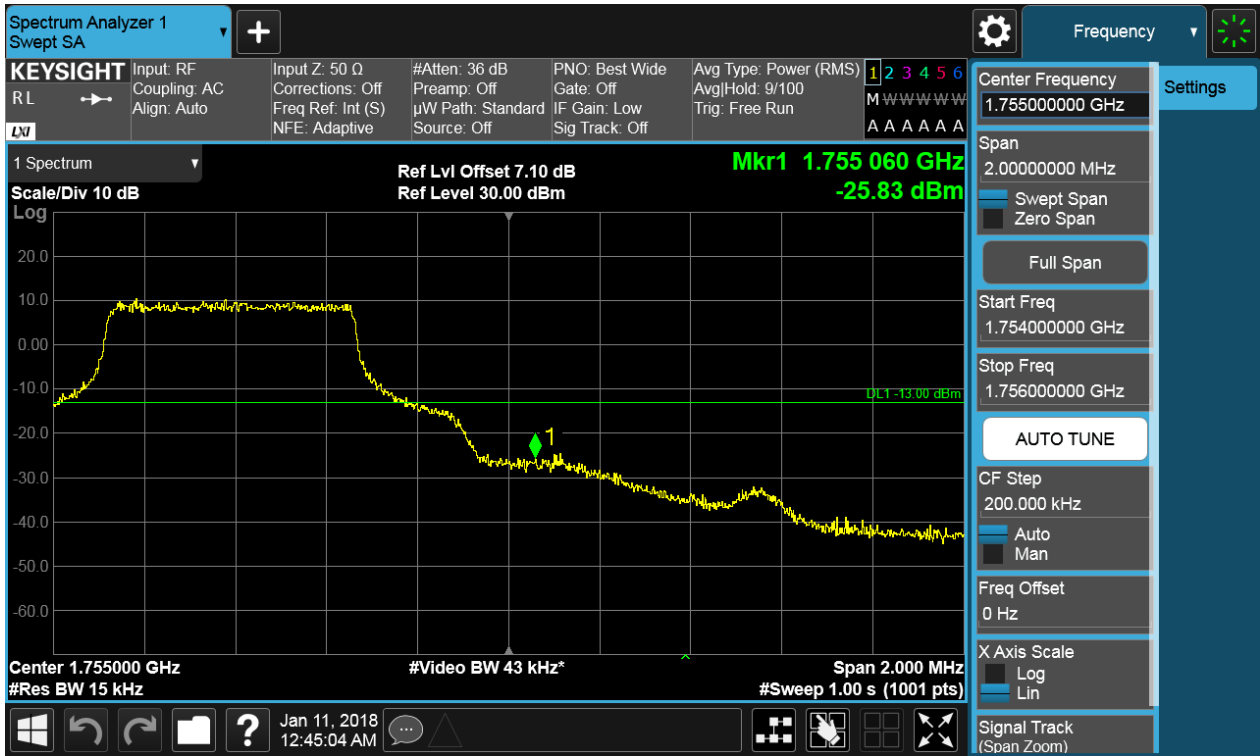 Spectrum Analyzer 1
Swept SA
+
Frequency
KEYSIGHT
RL
LXI
Input: RF
Coupling: AC
Align: Auto
Input Z: 50 Ω
Corrections: Off
Freq Ref: Int (S)
NFE: Adaptive
#Atten: 36 dB
Preamp: Off
µW Path: Standard
Source: Off
PNO: Best Wide
Gate: Off
IF Gain: Low
Sig Track: Off
Avg Type: Power (RMS)
Avg|Hold: 9/100
Trig: Free Run
1 2 3 4 5 6
M W W W W W
A A A A A A
1 Spectrum
Scale/Div 10 dB
Log
Ref Lvl Offset 7.10 dB
Ref Level 30.00 dBm
Mkr1 1.755 060 GHz
-25.83 dBm
20.0
10.0
0.00
-10.0
DL1 -13.00 dBm
-20.0
1
-30.0
-40.0
-50.0
-60.0
Center 1.755000 GHz
#Video BW 43 kHz*
Span 2.000 MHz
#Res BW 15 kHz
#Sweep 1.00 s (1001 pts)
Center Frequency
1.755000000 GHz
Settings
Span
2.00000000 MHz
Swept Span
Zero Span
Full Span
Start Freq
1.754000000 GHz
Stop Freq
1.756000000 GHz
AUTO TUNE
CF Step
200.000 kHz
Auto
Man
Freq Offset
0 Hz
X Axis Scale
Log
Lin
Signal Track
(Span Zoom)
?
Jan 11, 2018
12:45:04 AM